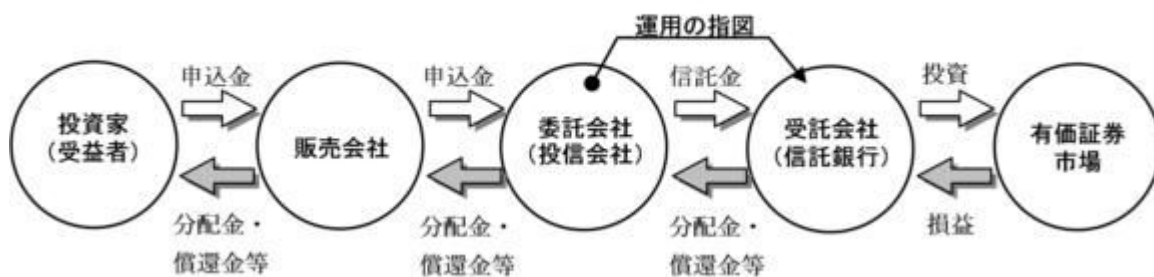 運用の指図
申込金
申込金
信託金
投資
投資家
(受益者)
販売会社
委託会社
(投信会社)
受託会社
(信託銀行)
有価証券
市場
分配金・
償還金等
分配金・
償還金等
分配金・
償還金等
損益